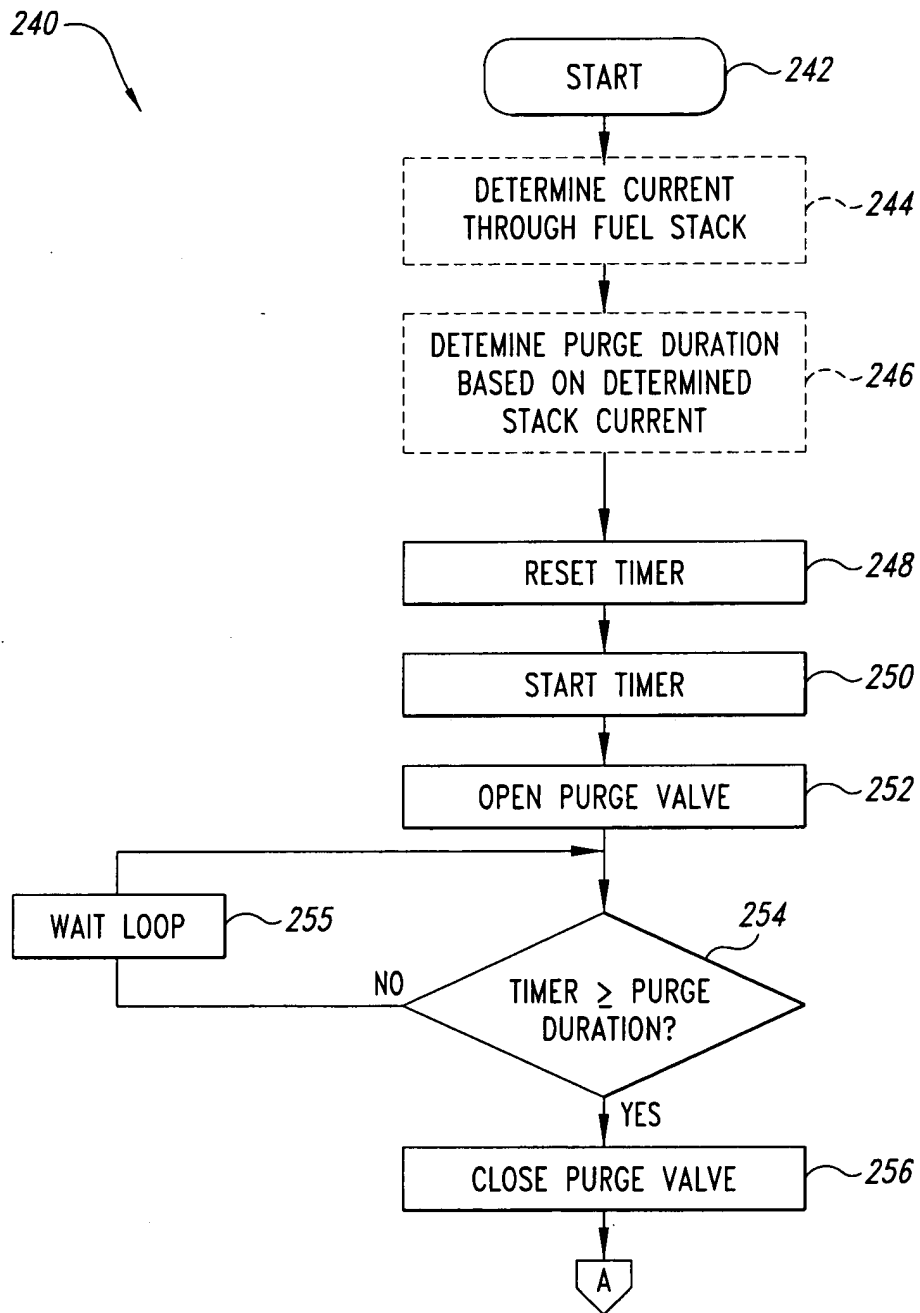 240
START
242
DETERMINE CURRENT
THROUGH FUEL STACK
244
DETEMINE PURGE DURATION
BASED ON DETERMINED
STACK CURRENT
246
RESET TIMER
248
START TIMER
250
OPEN PURGE VALVE
252
WAIT LOOP
255
254
NO
TIMER ≥ PURGE
DURATION?
YES
CLOSE PURGE VALVE
256
A